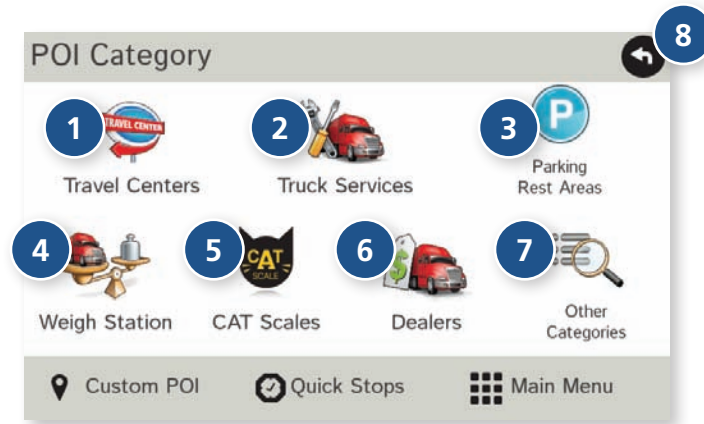 8
POI Category
1
TRAVEL CENTER
2
3
P
Travel Centers
Truck Services
Parking
Rest Areas
4
5
CAT
SCALE
6
$
7
Weigh Station
CAT Scales
Dealers
Other
Categories
Custom POI
Quick Stops
Main Menu